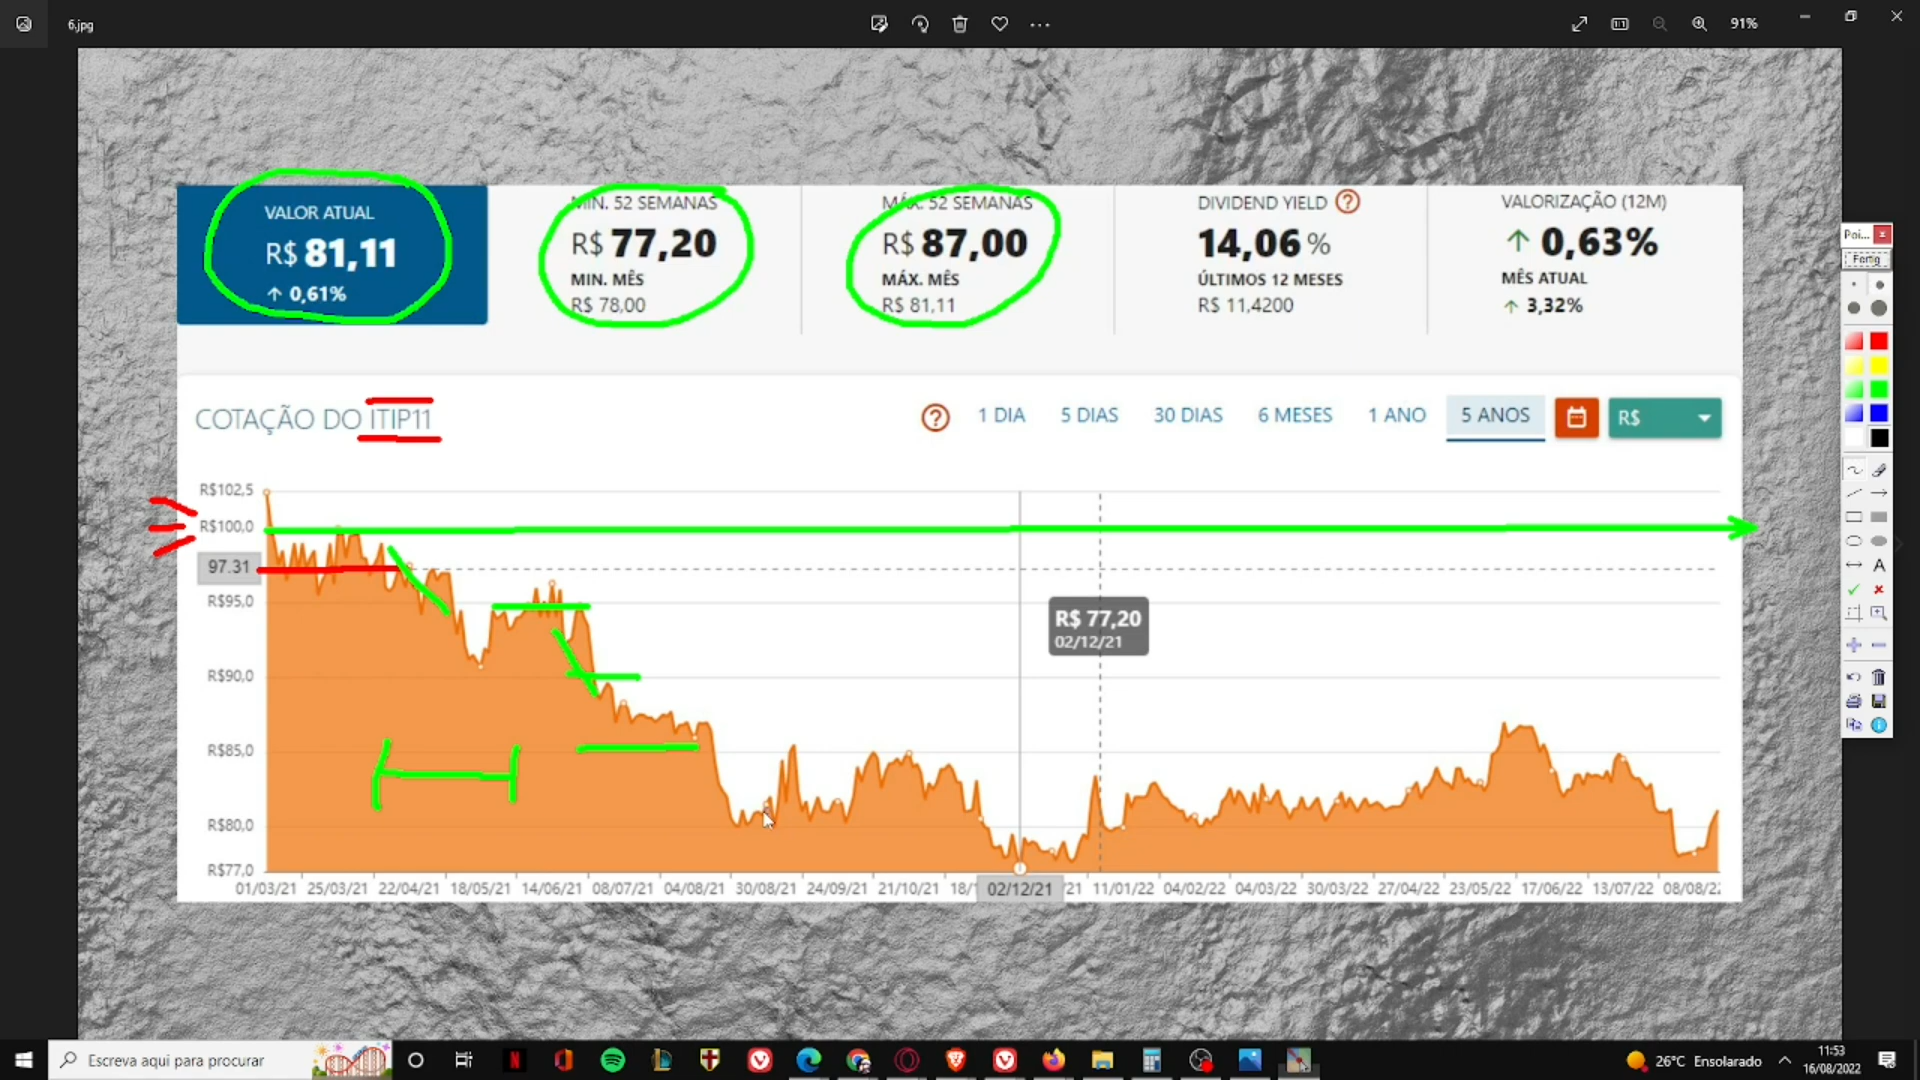 6.jpg
91%
VALOR ATUAL
R$ 81,11
↑ 0,61%
MIN. 52 SEMANAS
R$ 77,20
MIN. MÊS
R$ 78,00
MÁX. 52 SEMANAS
R$ 87,00
MÁX. MÊS
R$ 81,11
DIVIDEND YIELD ?
14,06 %
ÚLTIMOS 12 MESES
R$ 11,4200
VALORIZAÇÃO (12M)
↑ 0,63%
MÊS ATUAL
↑ 3,32%
Poi...
Fertig
COTAÇÃO DO ITIP11
? 1 DIA 5 DIAS 30 DIAS 6 MESES 1 ANO 5 ANOS R$
R$102,5
R$100,0
97.31
R$95,0
R$90,0
R$85,0
R$80,0
R$77,0
R$ 77,20
02/12/21
01/03/21 25/03/21 22/04/21 18/05/21 14/06/21 08/07/21 04/08/21 30/08/21 24/09/21 21/10/21 18/ 02/12/21 /21 11/01/22 04/02/22 04/03/22 30/03/22 27/04/22 23/05/22 17/06/22 13/07/22 08/08/22
A
Escreva aqui para procurar
26°C Ensolarado
11:53
16/08/2022